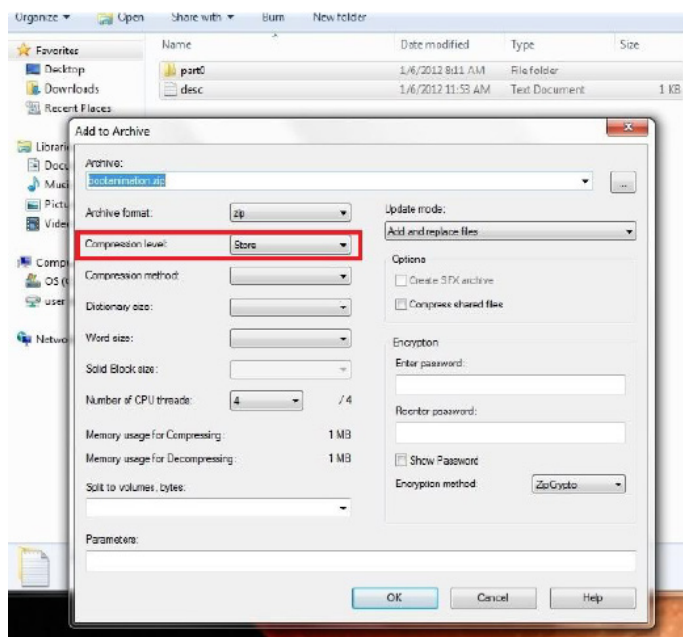 Organize Open Share with Burn New folder
Favorites Name Date modified Type Size
Desktop part0 1/6/2012 8:11 AM File folder
Downloads desc 1/6/2012 11:53 AM Text Document 1 KB
Recent Places
Add to Archive
Archive:
bootanimation.zip
...
Archive format: zip
Update mode:
Add and replace files
Compression level: Store
Options
Compression method:
Create SFX archive
Dictionary size:
Compress shared files
Word size:
Encryption
Solid Block size:
Enter password:
Number of CPU threads: 4 / 4
Reenter password:
Memory usage for Compressing: 1 MB
Memory usage for Decompressing: 1 MB
Show Password
Split to volumes, bytes:
Encryption method: ZipCrypto
Parameters:
OK Cancel Help
OS
user